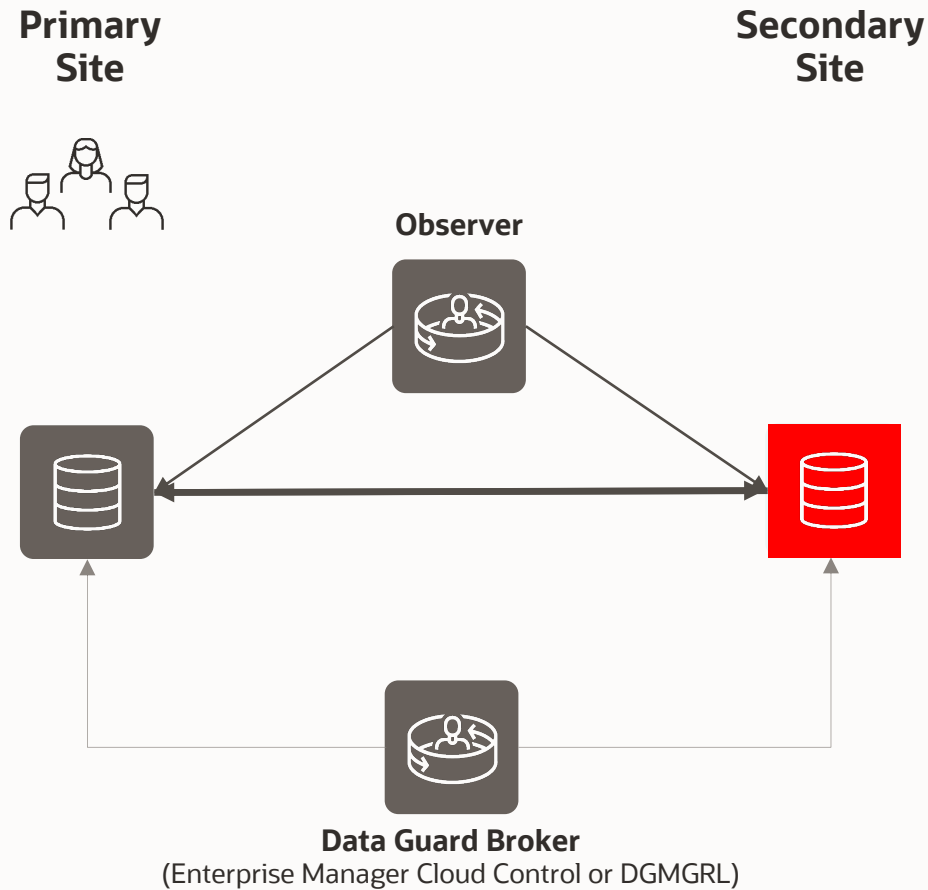 Primary
Site
Secondary
Site
Observer
Data Guard Broker
(Enterprise Manager Cloud Control or DGMGRL)